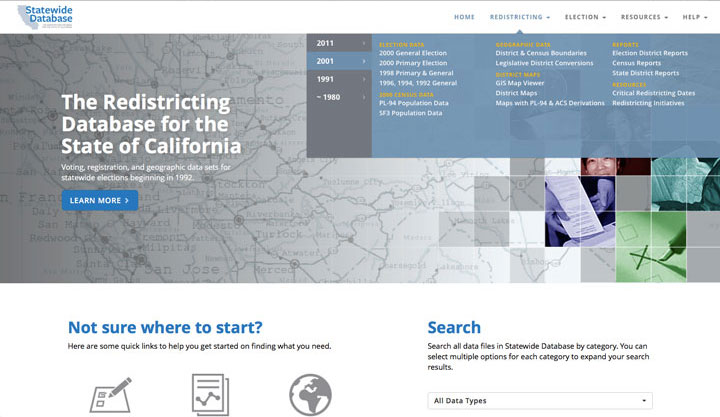 Statewide
Database
HOME
REDISTRICTING
ELECTION
RESOURCES
HELP
2011
2001
1991
~ 1980
ELECTION DATA
2000 General Election
2000 Primary Election
1998 Primary & General
1996, 1994, 1992 General
2000 CENSUS DATA
PL-94 Population Data
SF3 Population Data
GEOGRAPHIC DATA
District & Census Boundaries
Legislative District Conversions
DISTRICT MAPS
GIS Map Viewer
District Maps
Maps with PL-94 & ACS Derivations
REPORTS
Election District Reports
Census Reports
State District Reports
RESOURCES
Critical Redistricting Dates
Redistricting Initiatives
The Redistricting
Database for the
State of California
Voting, registration, and geographic data sets for
statewide elections beginning in 1992.
LEARN MORE
San Jose
Merced
Turlock
Atwater
Milpitas
Not sure where to start?
Here are some quick links to help you get started on finding what you need.
Search
Search all data files in Statewide Database by category. You can
select multiple options for each category to expand your search
results.
All Data Types